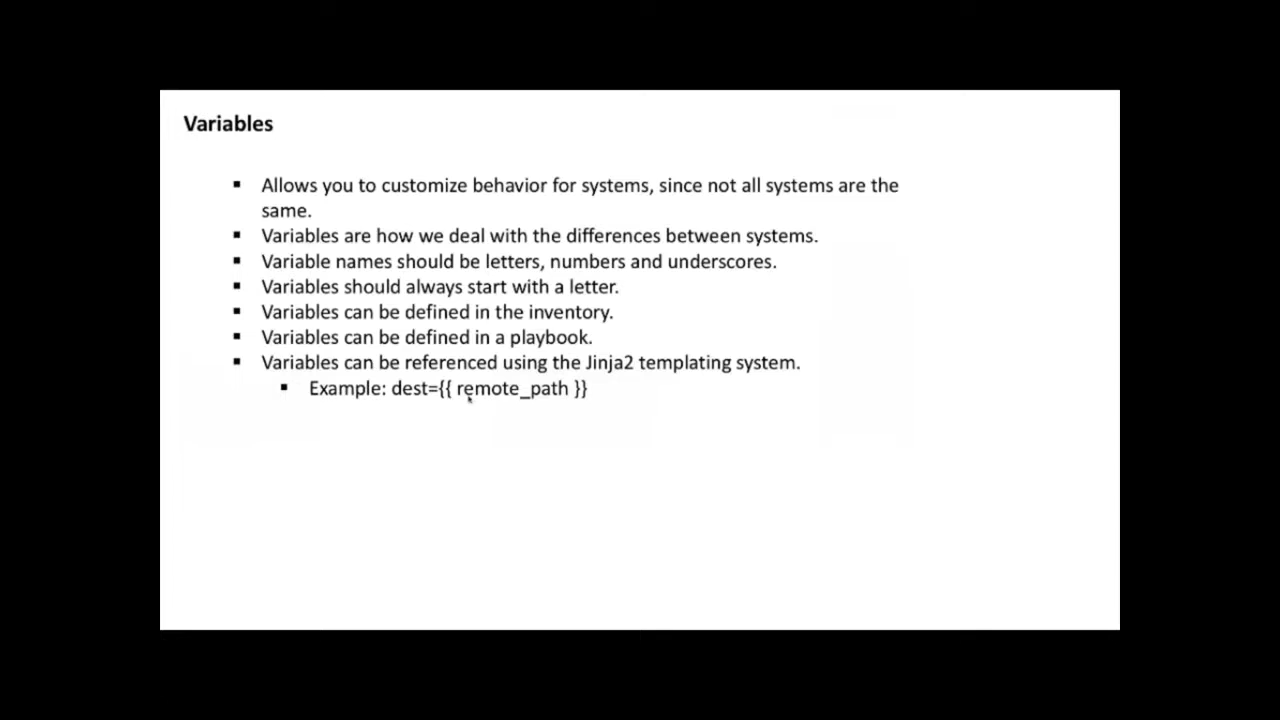 Variables
▪ Allows you to customize behavior for systems, since not all systems are the
same.
▪ Variables are how we deal with the differences between systems.
▪ Variable names should be letters, numbers and underscores.
▪ Variables should always start with a letter.
▪ Variables can be defined in the inventory.
▪ Variables can be defined in a playbook.
▪ Variables can be referenced using the Jinja2 templating system.
▪ Example: dest={{ remote_path }}